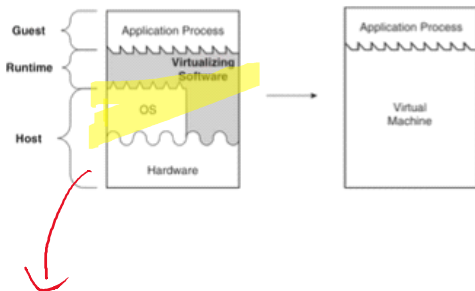 Guest
Application Process
Runtime
Virtualizing
Software
Host
OS
Hardware
Application Process
Virtual
Machine